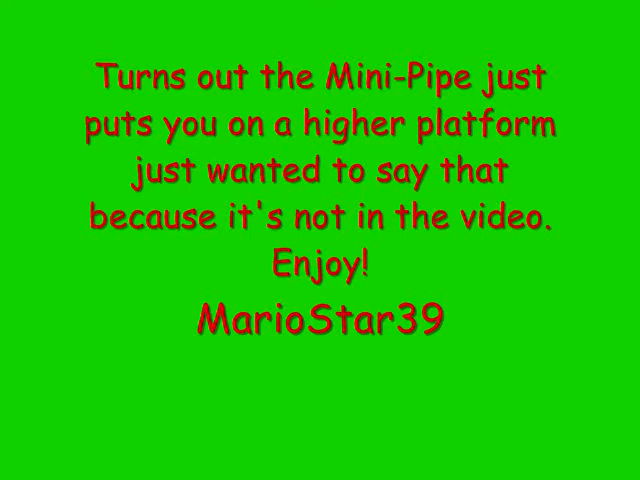 Turns out the Mini-Pipe just
puts you on a higher platform
just wanted to say that
because it's not in the video.
Enjoy!
MarioStar39